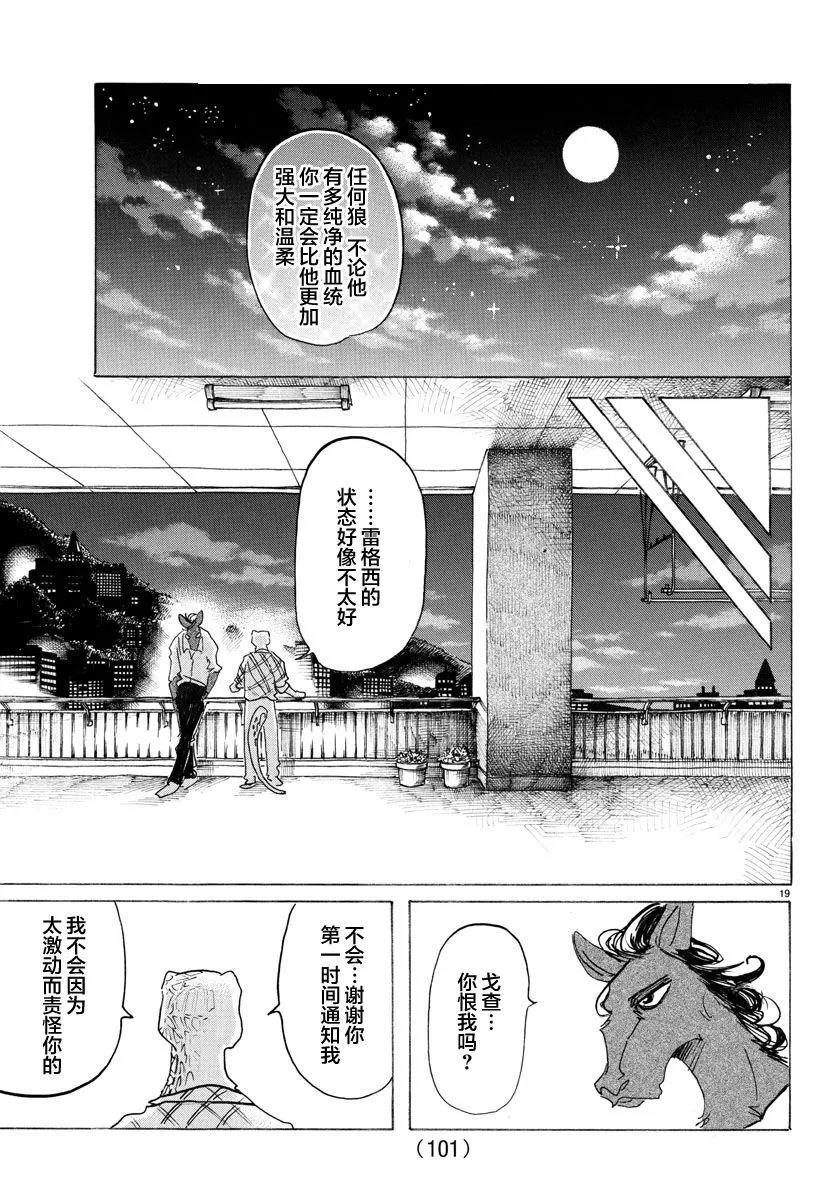 任何狼 不论他
有多纯净的血统
你一定会比他更加
强大和温柔
……雷格西的
状态好像不太好
19
戈查…
你恨我吗？
不会…谢谢你
第一时间通知我
我不会因为
太激动而责怪你的
(101)